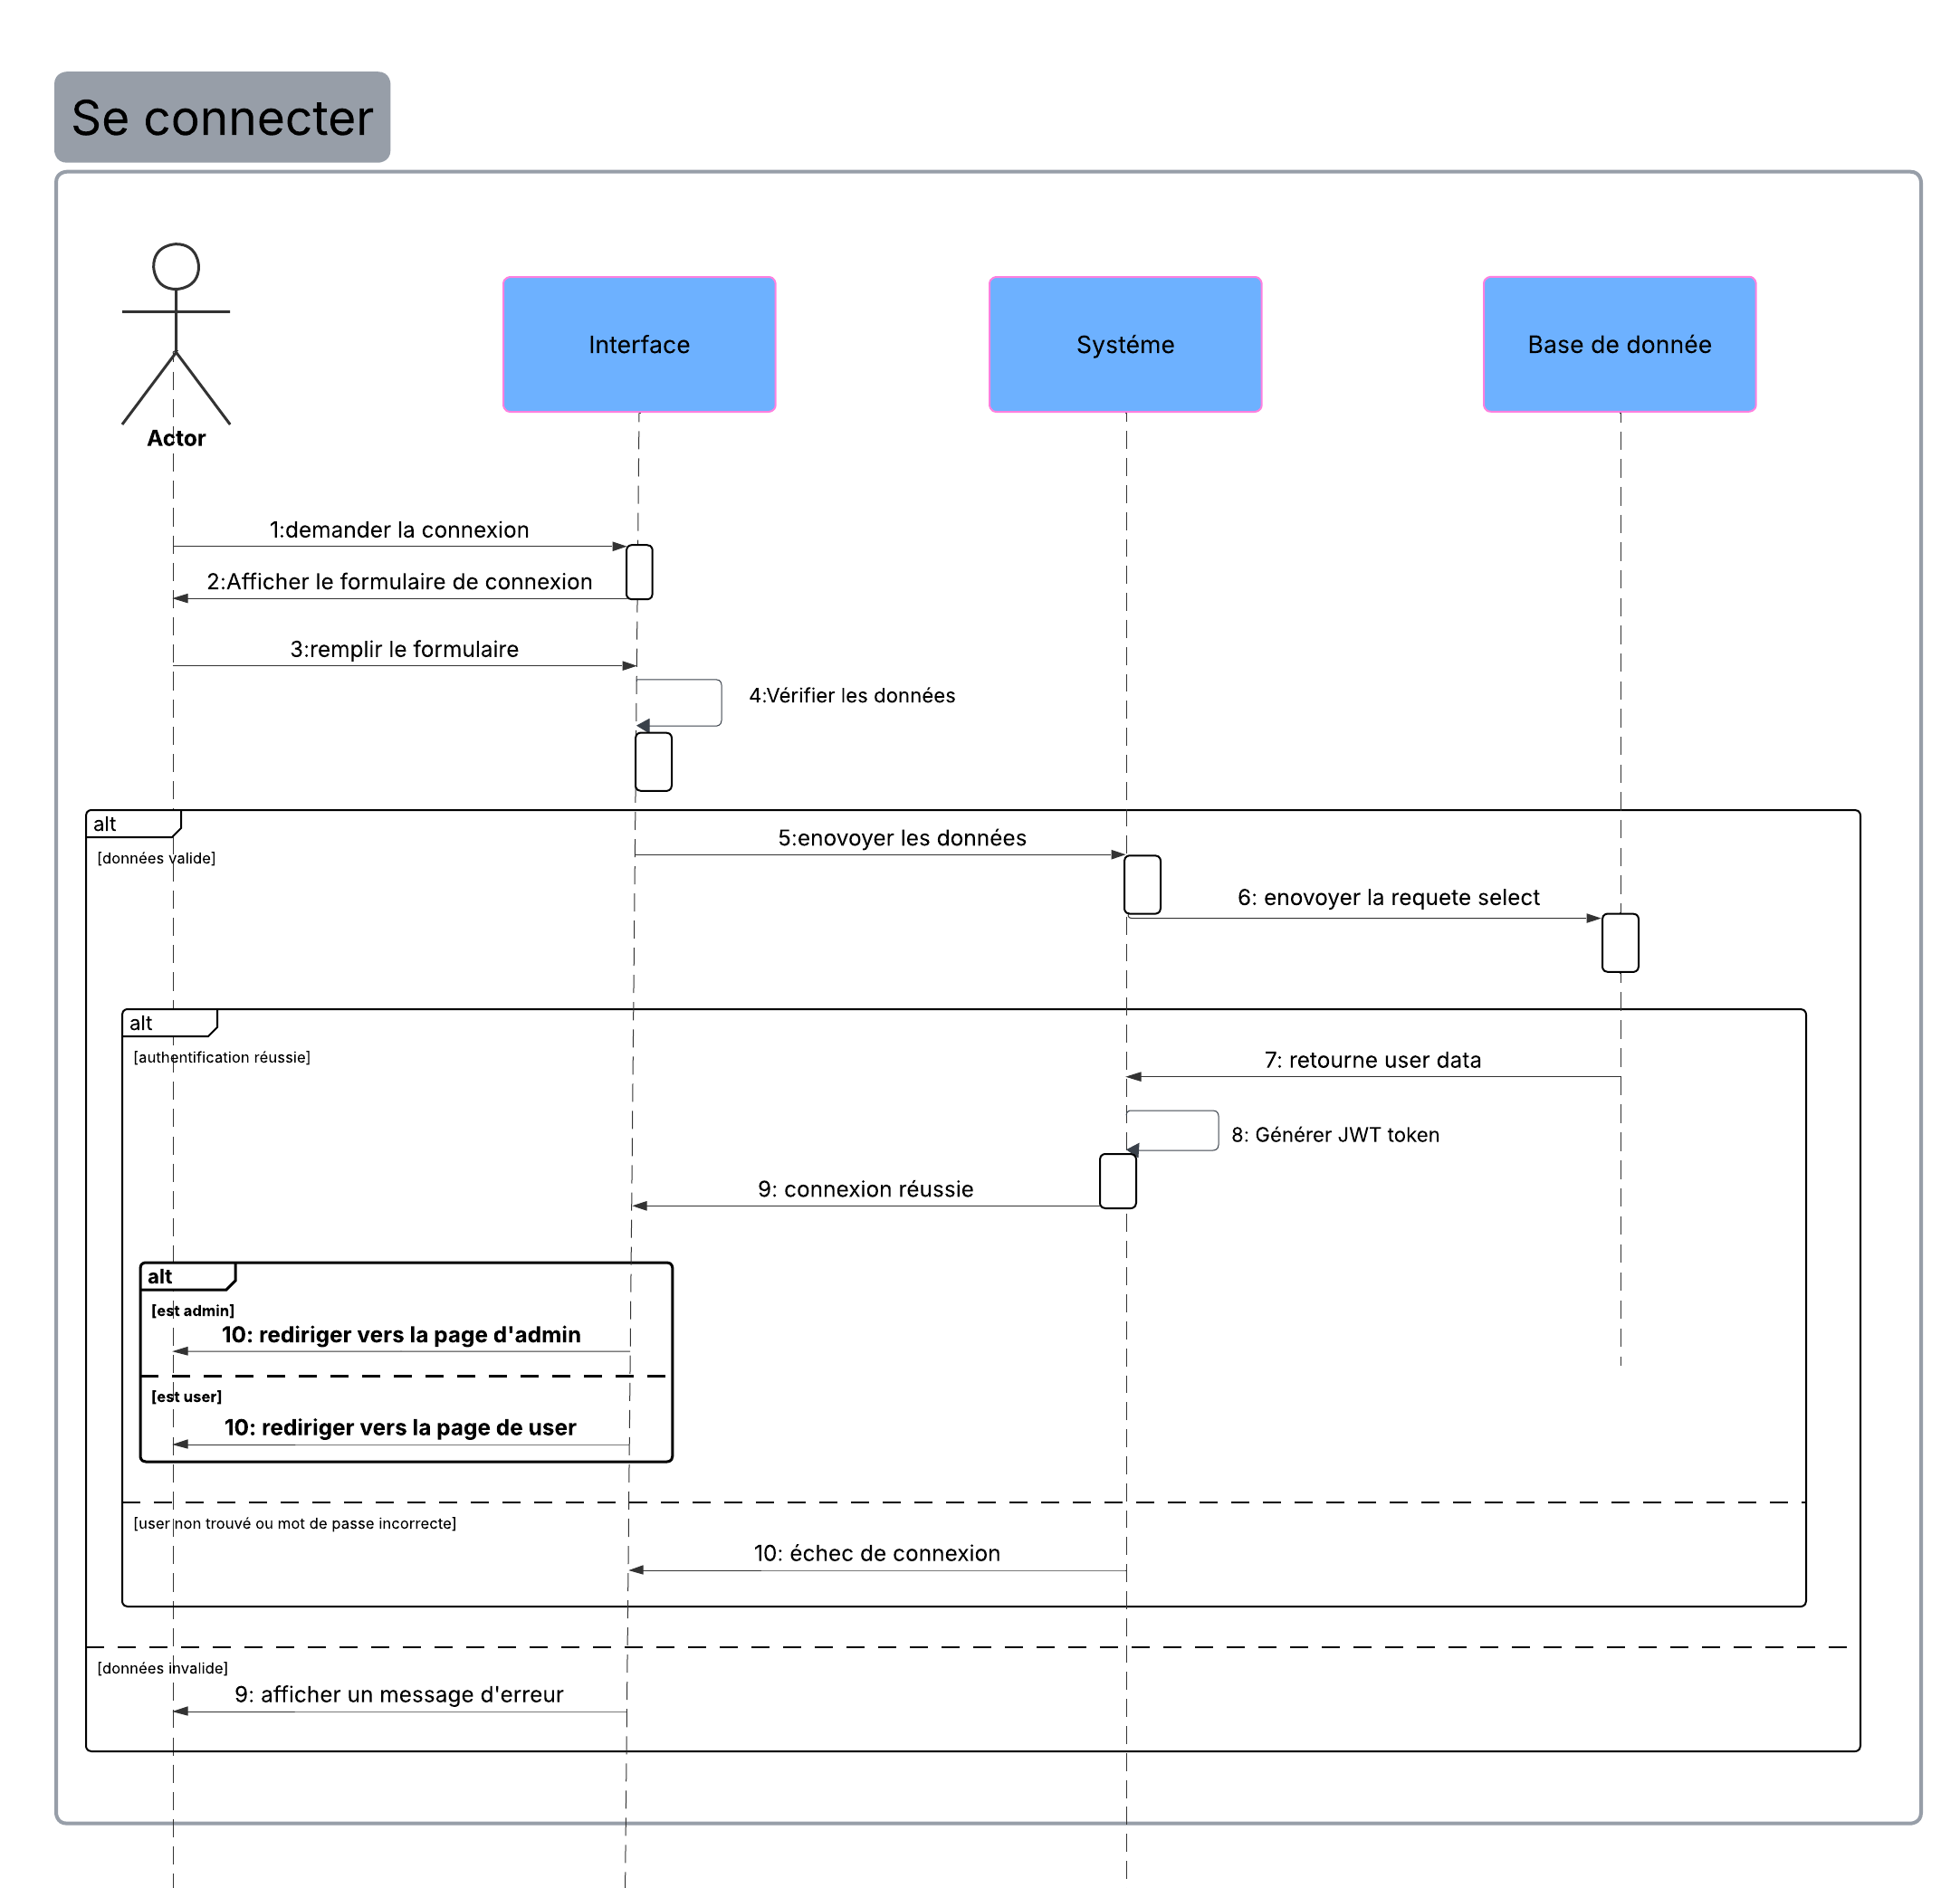 Se connecter
Actor
Interface
Systéme
Base de donnée
1:demander la connexion
2:Afficher le formulaire de connexion
3:remplir le formulaire
4:Vérifier les données
alt
[données valide]
5:enovoyer les données
6: enovoyer la requete select
alt
[authentification réussie]
7: retourne user data
8: Générer JWT token
9: connexion réussie
alt
[est admin]
10: rediriger vers la page d'admin
[est user]
10: rediriger vers la page de user
[user non trouvé ou mot de passe incorrecte]
10: échec de connexion
[données invalide]
9: afficher un message d'erreur